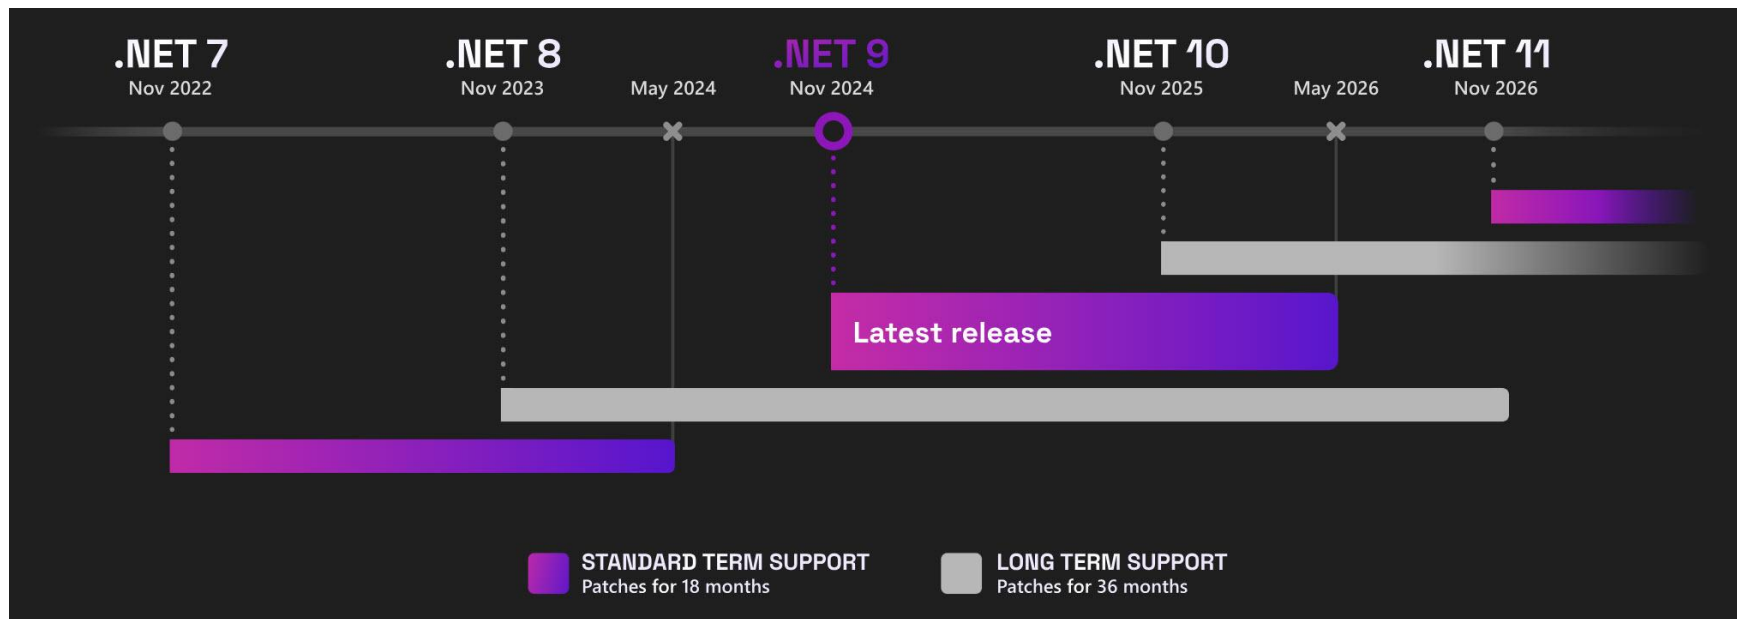 .NET 7
.NET 8
.NET 9
.NET 10
.NET 11
Nov 2022
Nov 2023
May 2024
Nov 2024
Nov 2025
May 2026
Nov 2026
Latest release
STANDARD TERM SUPPORT
Patches for 18 months
LONG TERM SUPPORT
Patches for 36 months